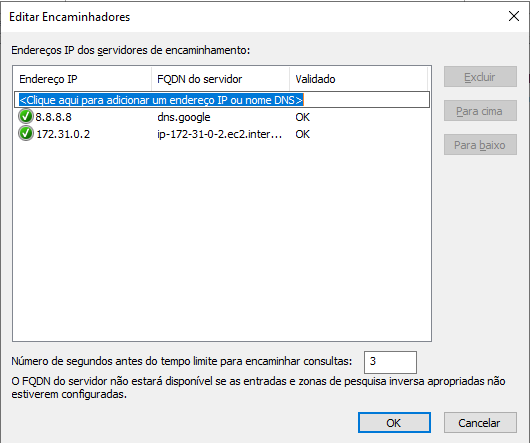 Editar Encaminhadores
Endereços IP dos servidores de encaminhamento:
Endereço IP FQDN do servidor Validado
<Clique aqui para adicionar um endereço IP ou nome DNS>
8.8.8.8 dns.google OK
172.31.0.2 ip-172-31-0-2.ec2.inter... OK
Excluir
Para cima
Para baixo
Número de segundos antes do tempo limite para encaminhar consultas: 3
O FQDN do servidor não estará disponível se as entradas e zonas de pesquisa inversa apropriadas não
estiverem configuradas.
OK Cancelar